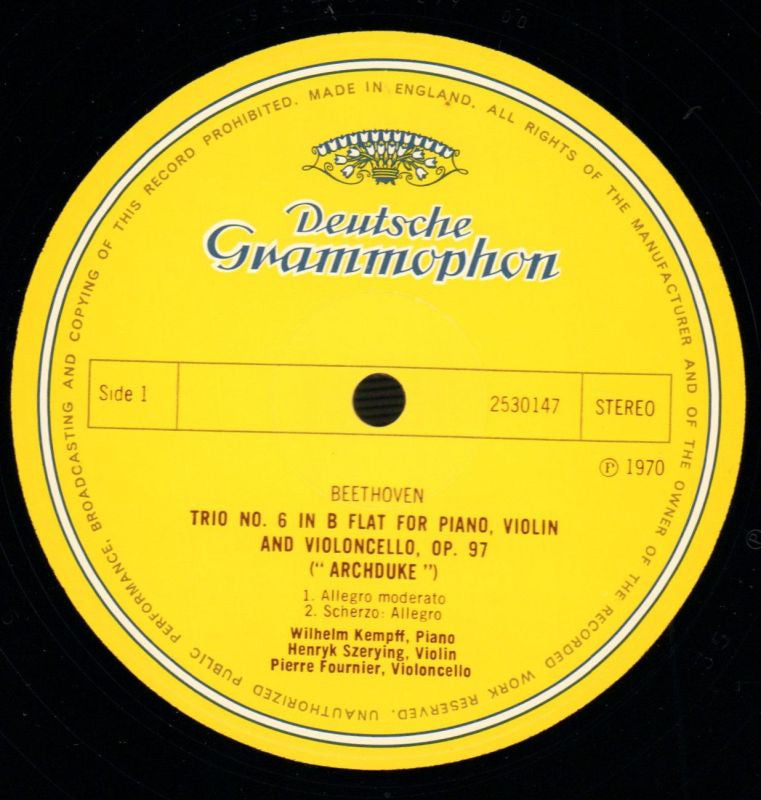 MADE IN ENGLAND. ALL RIGHTS OF THE MANUFACTURER AND OF THE OWNER OF THE RECORDED WORK RESERVED. UNAUTHORIZED PUBLIC PERFORMANCE, BROADCASTING AND COPYING OF THIS RECORD PROHIBITED.
Deutsche
Grammophon
Side 1 2530147 STEREO
℗ 1970
BEETHOVEN
TRIO NO. 6 IN B FLAT FOR PIANO, VIOLIN
AND VIOLONCELLO, OP. 97
(“ ARCHDUKE ”)
1. Allegro moderato
2. Scherzo: Allegro
Wilhelm Kempff, Piano
Henryk Szerying, Violin
Pierre Fournier, Violoncello